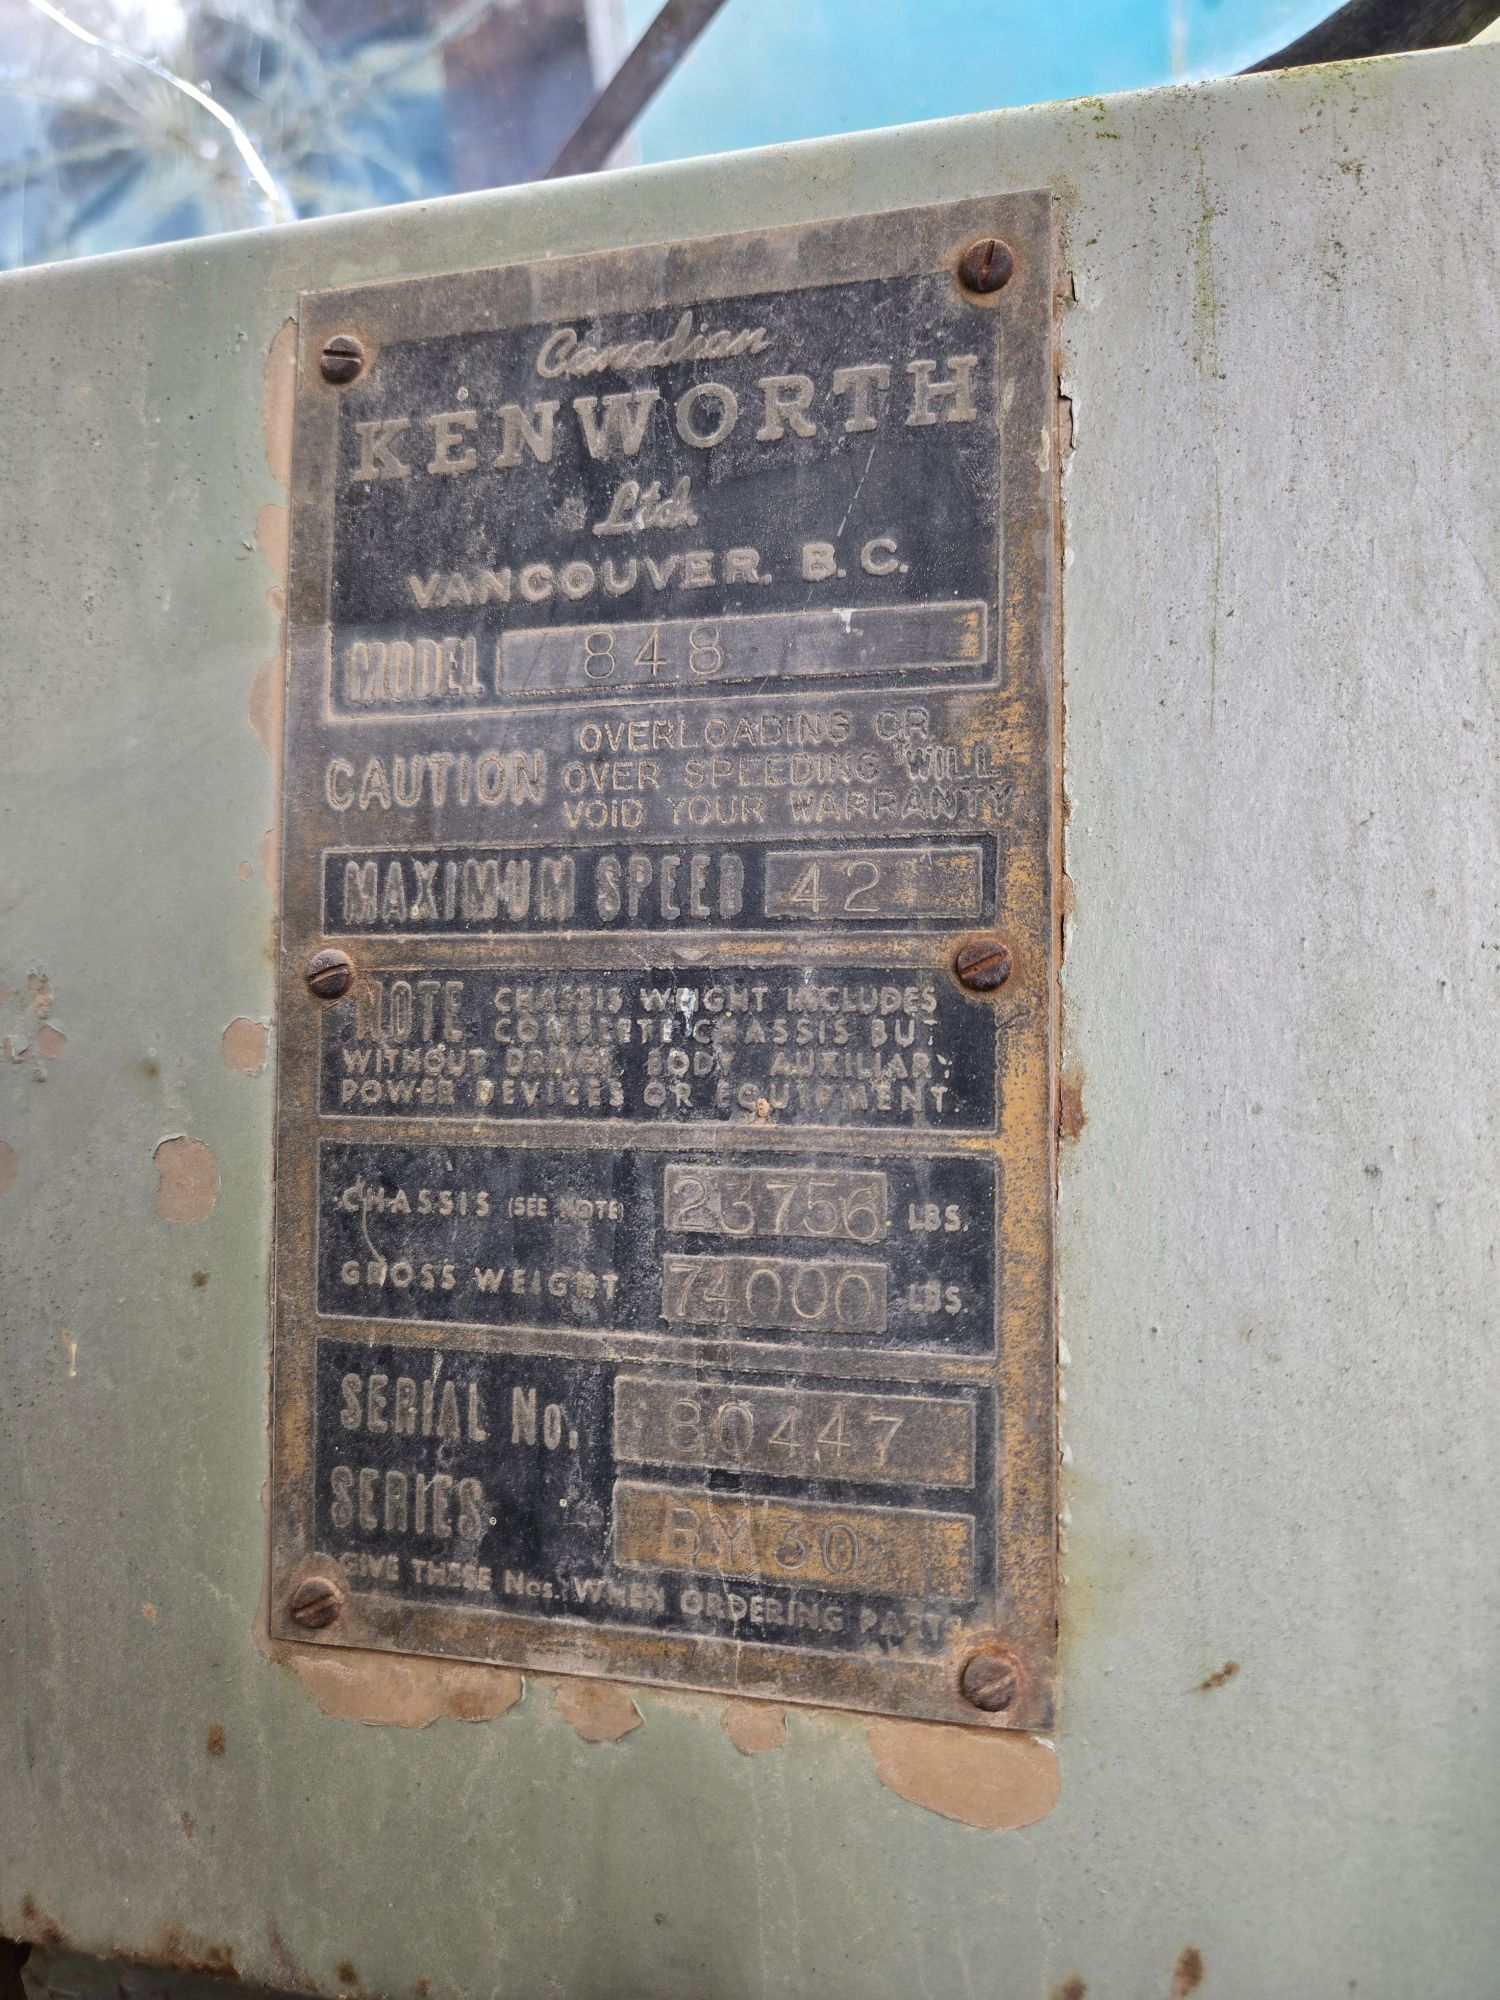 Canadian
KENWORTH
Ltd.
VANCOUVER, B.C.
MODEL 848
CAUTION OVERLOADING OR
OVER SPEEDING WILL
VOID YOUR WARRANTY
MAXIMUM SPEED 42
NOTE CHASSIS WEIGHT INCLUDES
COMPLETE CHASSIS BUT
WITHOUT DRIVER BODY AUXILIARY
POWER DEVICES OR EQUIPMENT.
CHASSIS (SEE NOTE) 23756 LBS.
GROSS WEIGHT 74000 LBS.
SERIAL No. 80447
SERIES BY30
GIVE THESE Nos. WHEN ORDERING PARTS